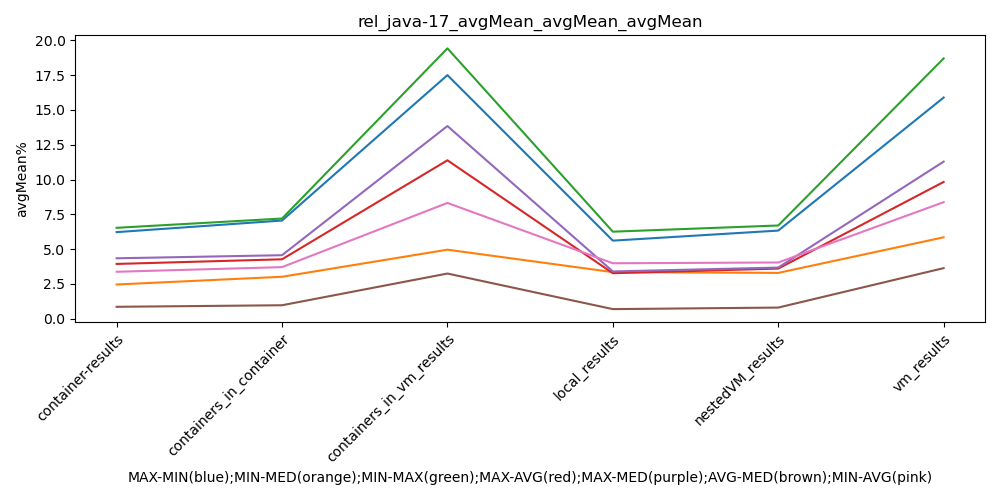 rel_java-17_avgMean_avgMean_avgMean
avgMean%
20.0
17.5
15.0
12.5
10.0
7.5
5.0
2.5
0.0
container-results
containers_in_container
containers_in_vm_results
local_results
nestedVM_results
vm_results
MAX-MIN(blue);MIN-MED(orange);MIN-MAX(green);MAX-AVG(red);MAX-MED(purple);AVG-MED(brown);MIN-AVG(pink)